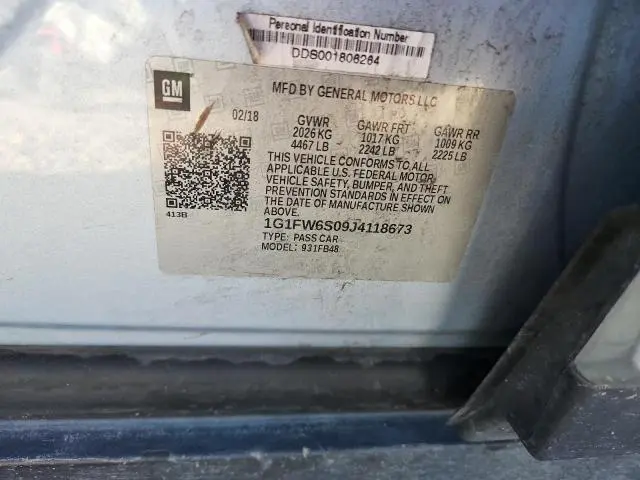 Personal Identification Number
DDS001806264
GM
MFD BY GENERAL MOTORS LLC
02/18
GVWR GAWR FRT GAWR RR
2026 KG 1017 KG 1009 KG
4467 LB 2242 LB 2225 LB
THIS VEHICLE CONFORMS TO ALL
APPLICABLE U.S. FEDERAL MOTOR
VEHICLE SAFETY, BUMPER, AND THEFT
PREVENTION STANDARDS IN EFFECT ON
THE DATE OF MANUFACTURE SHOWN
ABOVE.
413B
1G1FW6S09J4118673
TYPE: PASS CAR
MODEL: 931FB48